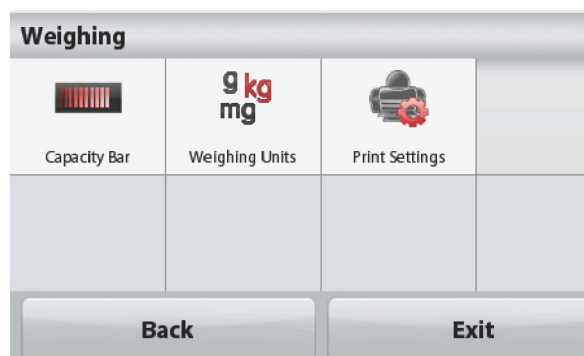 Weighing
g kg
mg
Capacity Bar
Weighing Units
Print Settings
Back
Exit